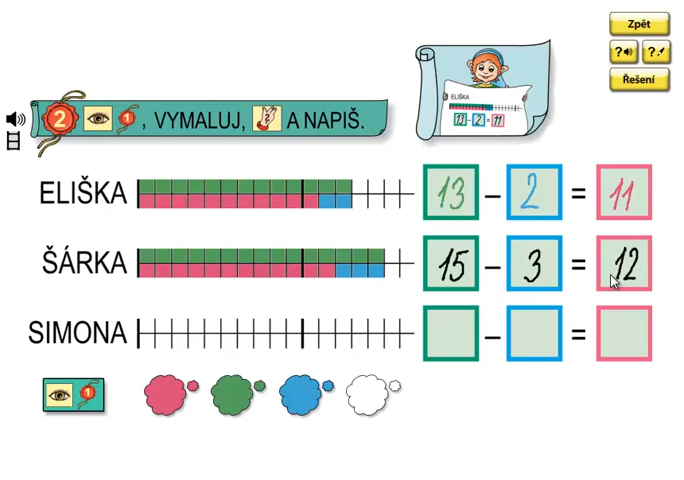 Zpět
? ?
Řešení
ELIŠKA
13 - 2 = 11
2 1 , VYMALUJ, A NAPIŠ.
ELIŠKA 13 – 2 = 11
ŠÁRKA 15 – 3 = 12
SIMONA – =
1